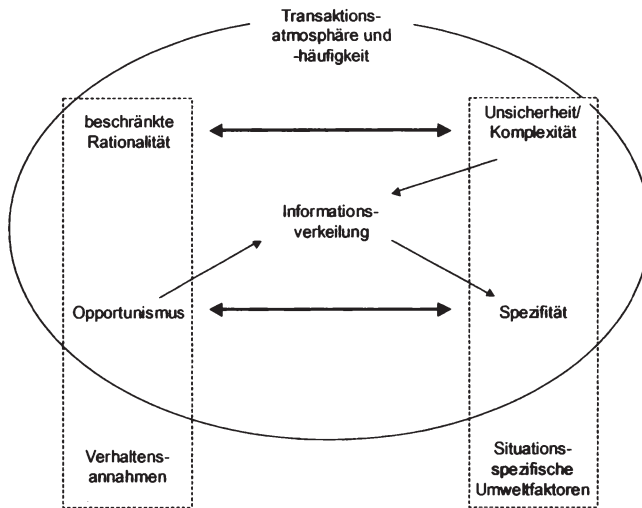 Transaktions-
atmosphäre und
-häufigkeit
beschränkte
Rationalität
Unsicherheit/
Komplexität
Informations-
verkeilung
Opportunismus
Spezifität
Verhaltens-
annahmen
Situations-
spezifische
Umweltfaktoren